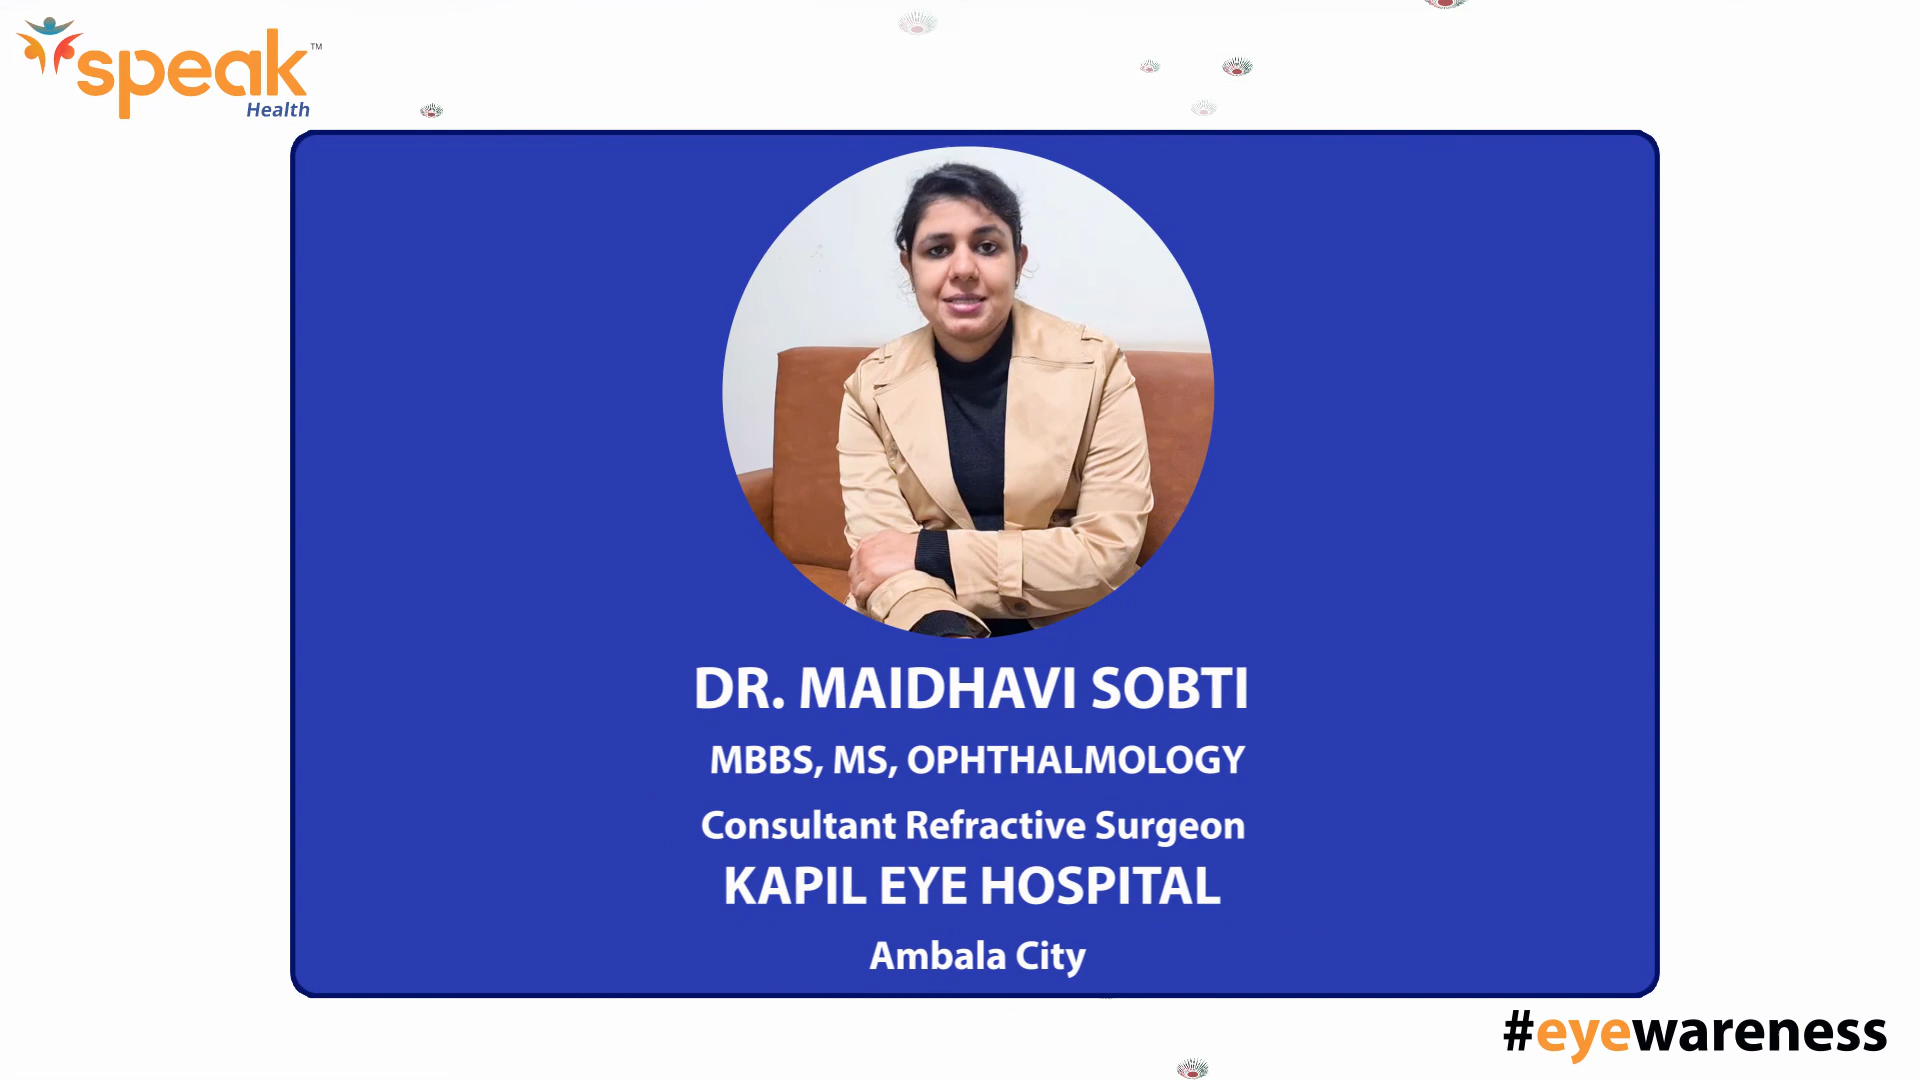 speak™
Health
DR. MAIDHAVI SOBTI
MBBS, MS, OPHTHALMOLOGY
Consultant Refractive Surgeon
KAPIL EYE HOSPITAL
Ambala City
#eyewareness